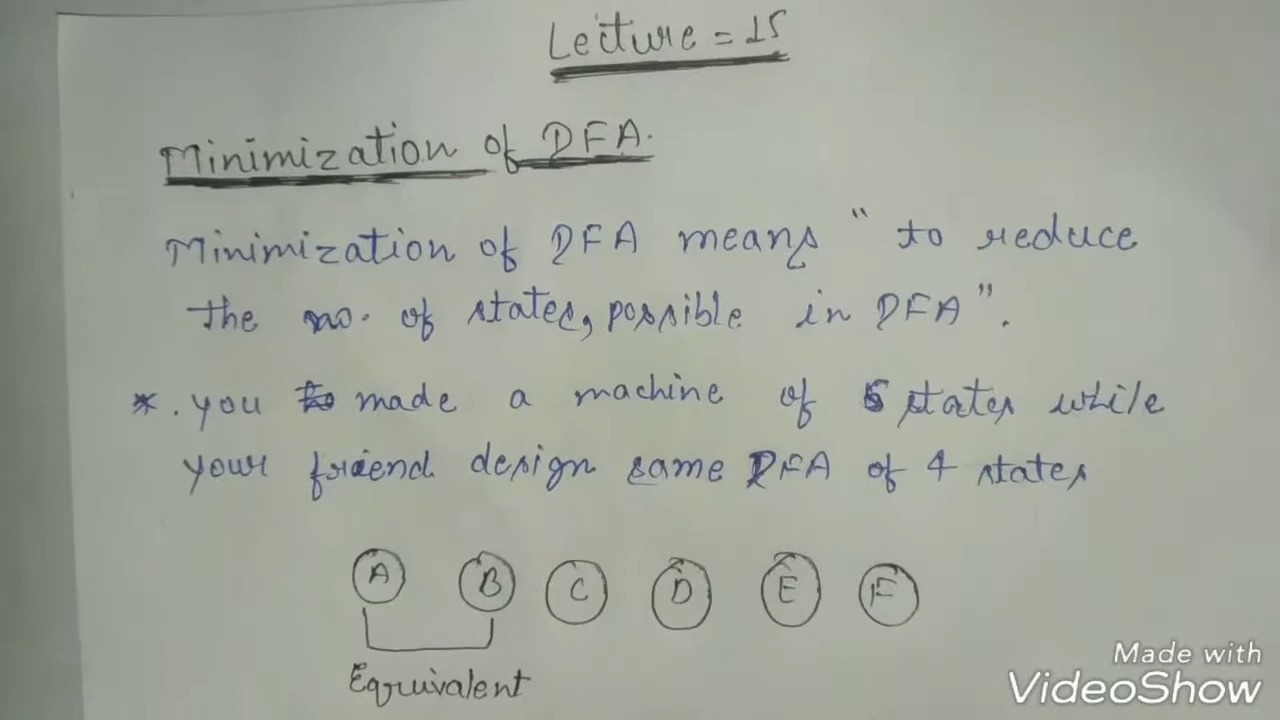 Lecture = 15
Minimization of DFA.
Minimization of DFA means " to reduce
the no. of states, possible in DFA".
*. you made a machine of 5 states while
your friend design same DFA of 4 states
A B C D E F
Equivalent
Made with
VideoShow